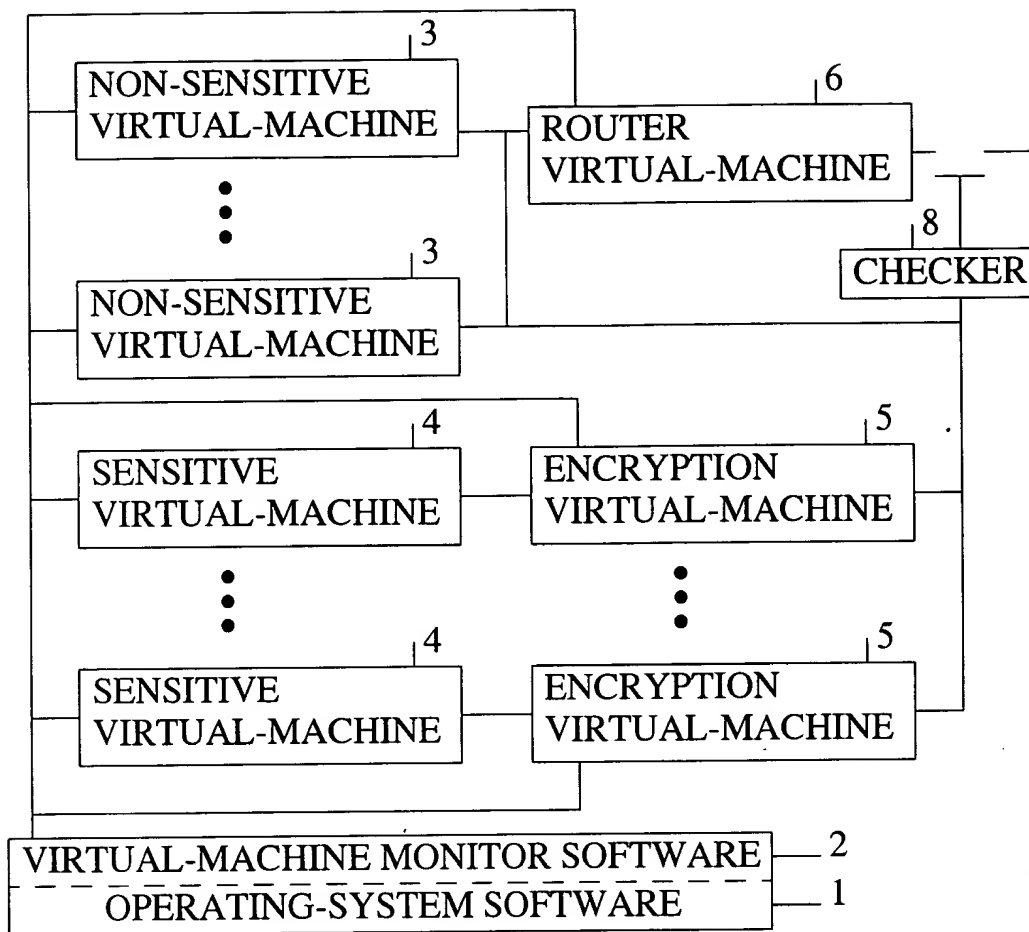 3
NON-SENSITIVE
VIRTUAL-MACHINE
6
ROUTER
VIRTUAL-MACHINE
8
CHECKER
3
NON-SENSITIVE
VIRTUAL-MACHINE
4
SENSITIVE
VIRTUAL-MACHINE
5
ENCRYPTION
VIRTUAL-MACHINE
4
SENSITIVE
VIRTUAL-MACHINE
5
ENCRYPTION
VIRTUAL-MACHINE
VIRTUAL-MACHINE MONITOR SOFTWARE
2
OPERATING-SYSTEM SOFTWARE
1